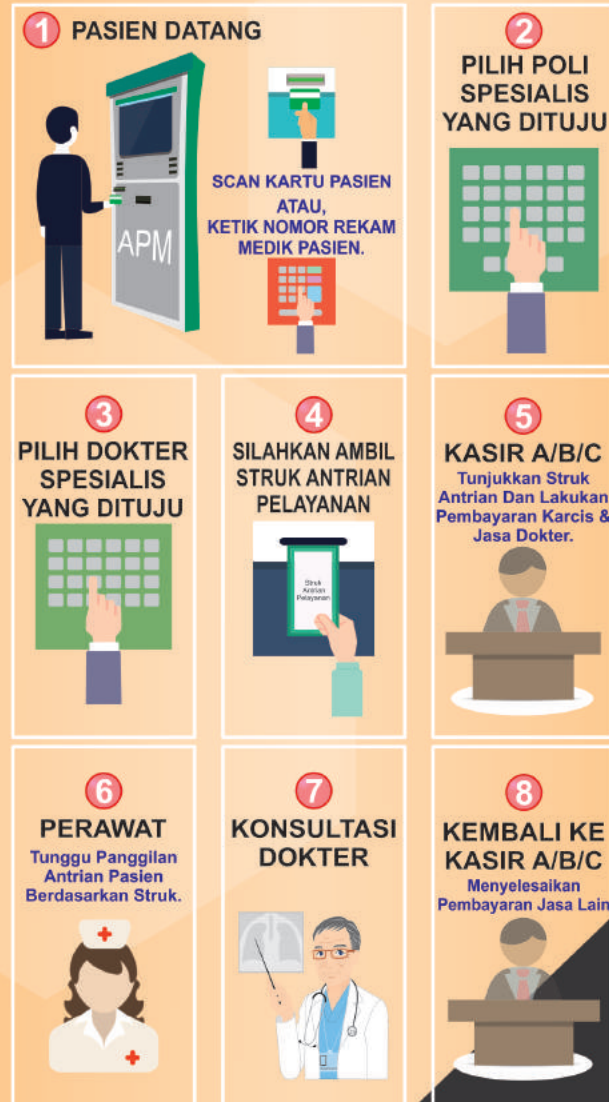 1 PASIEN DATANG
APM
SCAN KARTU PASIEN
ATAU,
KETIK NOMOR REKAM
MEDIK PASIEN.
2
PILIH POLI
SPESIALIS
YANG DITUJU
3
PILIH DOKTER
SPESIALIS
YANG DITUJU
4
SILAHKAN AMBIL
STRUK ANTRIAN
PELAYANAN
Struk
Antrian
Pelayanan
5
KASIR A/B/C
Tunjukkan Struk
Antrian Dan Lakukan
Pembayaran Karcis &
Jasa Dokter.
6
PERAWAT
Tunggu Panggilan
Antrian Pasien
Berdasarkan Struk.
7
KONSULTASI
DOKTER
8
KEMBALI KE
KASIR A/B/C
Menyelesaikan
Pembayaran Jasa Lain